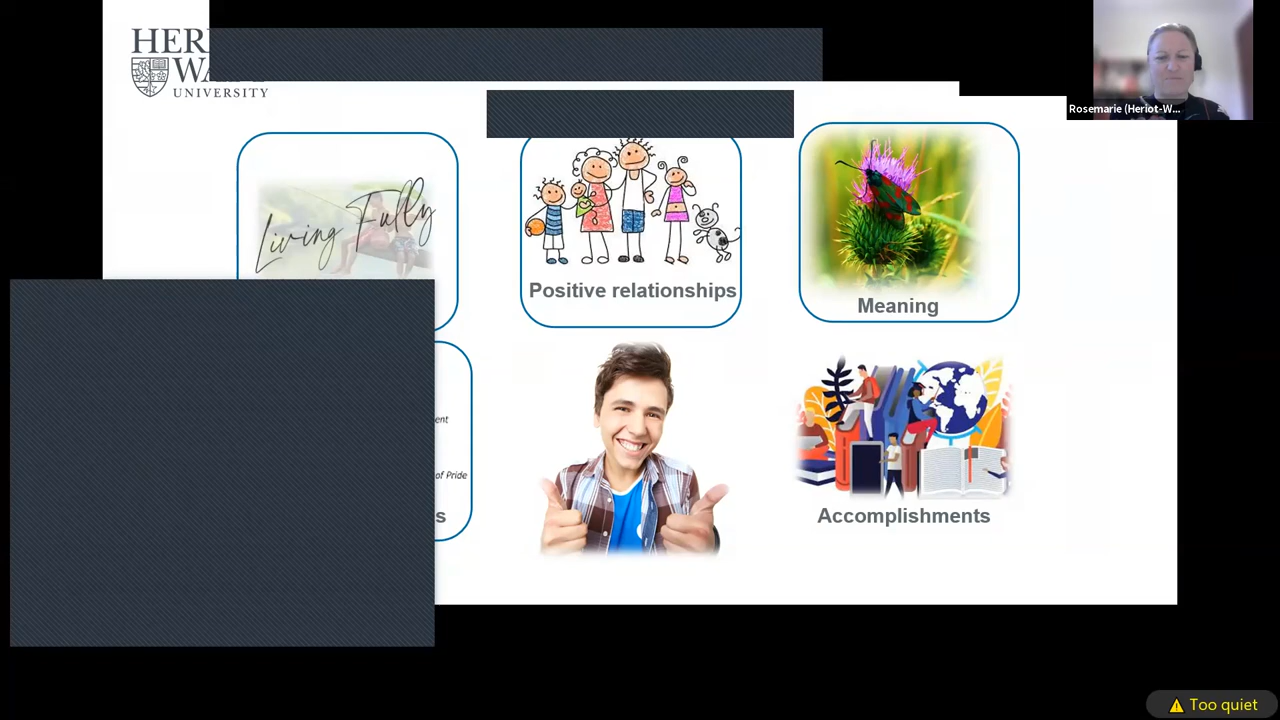 HER
WA
UNIVERSITY
Rosemarie (Heriot-W...
Living Fully
Positive relationships
Meaning
ent
of Pride
s
Accomplishments
Too quiet